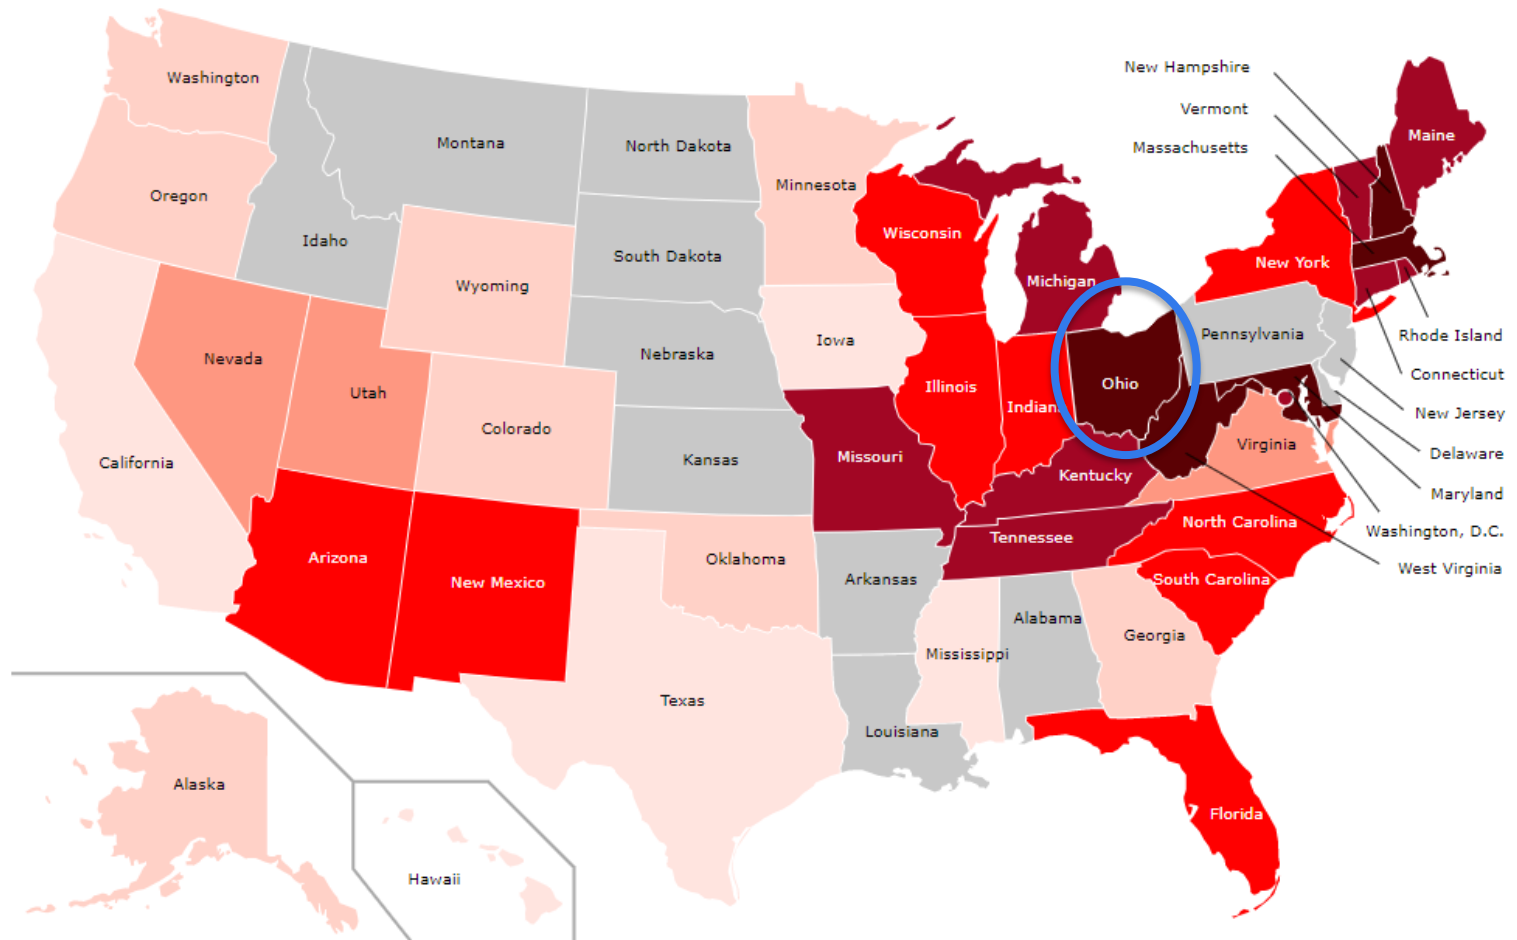 Washington
Oregon
California
Idaho
Nevada
Montana
Wyoming
Utah
Arizona
Colorado
New Mexico
North Dakota
South Dakota
Nebraska
Kansas
Oklahoma
Texas
Minnesota
Iowa
Missouri
Arkansas
Louisiana
Wisconsin
Illinois
Michigan
Indiana
Ohio
Kentucky
Tennessee
Mississippi
Alabama
Georgia
Florida
South Carolina
North Carolina
Virginia
Pennsylvania
New York
Maine
New Hampshire
Vermont
Massachusetts
Rhode Island
Connecticut
New Jersey
Delaware
Maryland
Washington, D.C.
West Virginia
Alaska
Hawaii